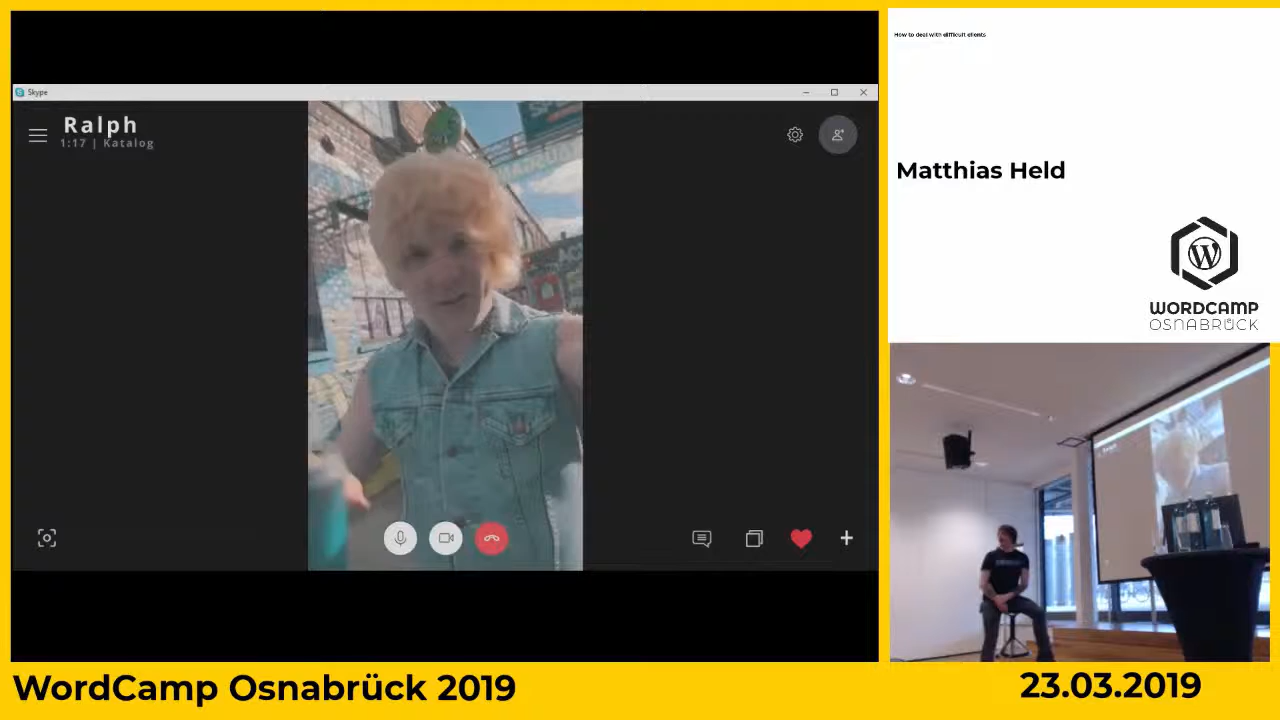 Skype
Ralph
1:17 | Katalog
How to deal with difficult clients
Matthias Held
WORDCAMP
OSNABRÜCK
WordCamp Osnabrück 2019
23.03.2019